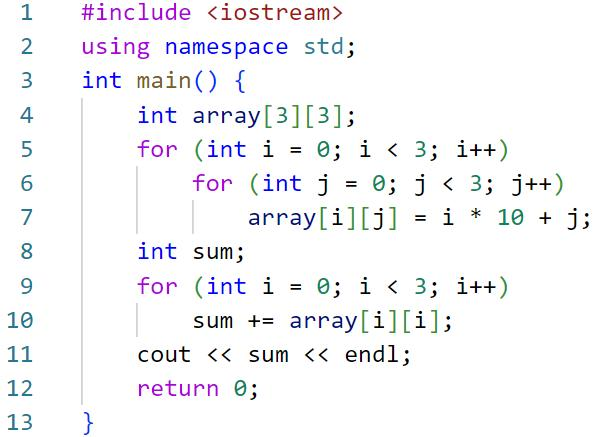 1 #include <iostream>
2 using namespace std;
3 int main() {
4     int array[3][3];
5     for (int i = 0; i < 3; i++)
6         for (int j = 0; j < 3; j++)
7             array[i][j] = i * 10 + j;
8     int sum;
9     for (int i = 0; i < 3; i++)
10         sum += array[i][i];
11     cout << sum << endl;
12     return 0;
13 }